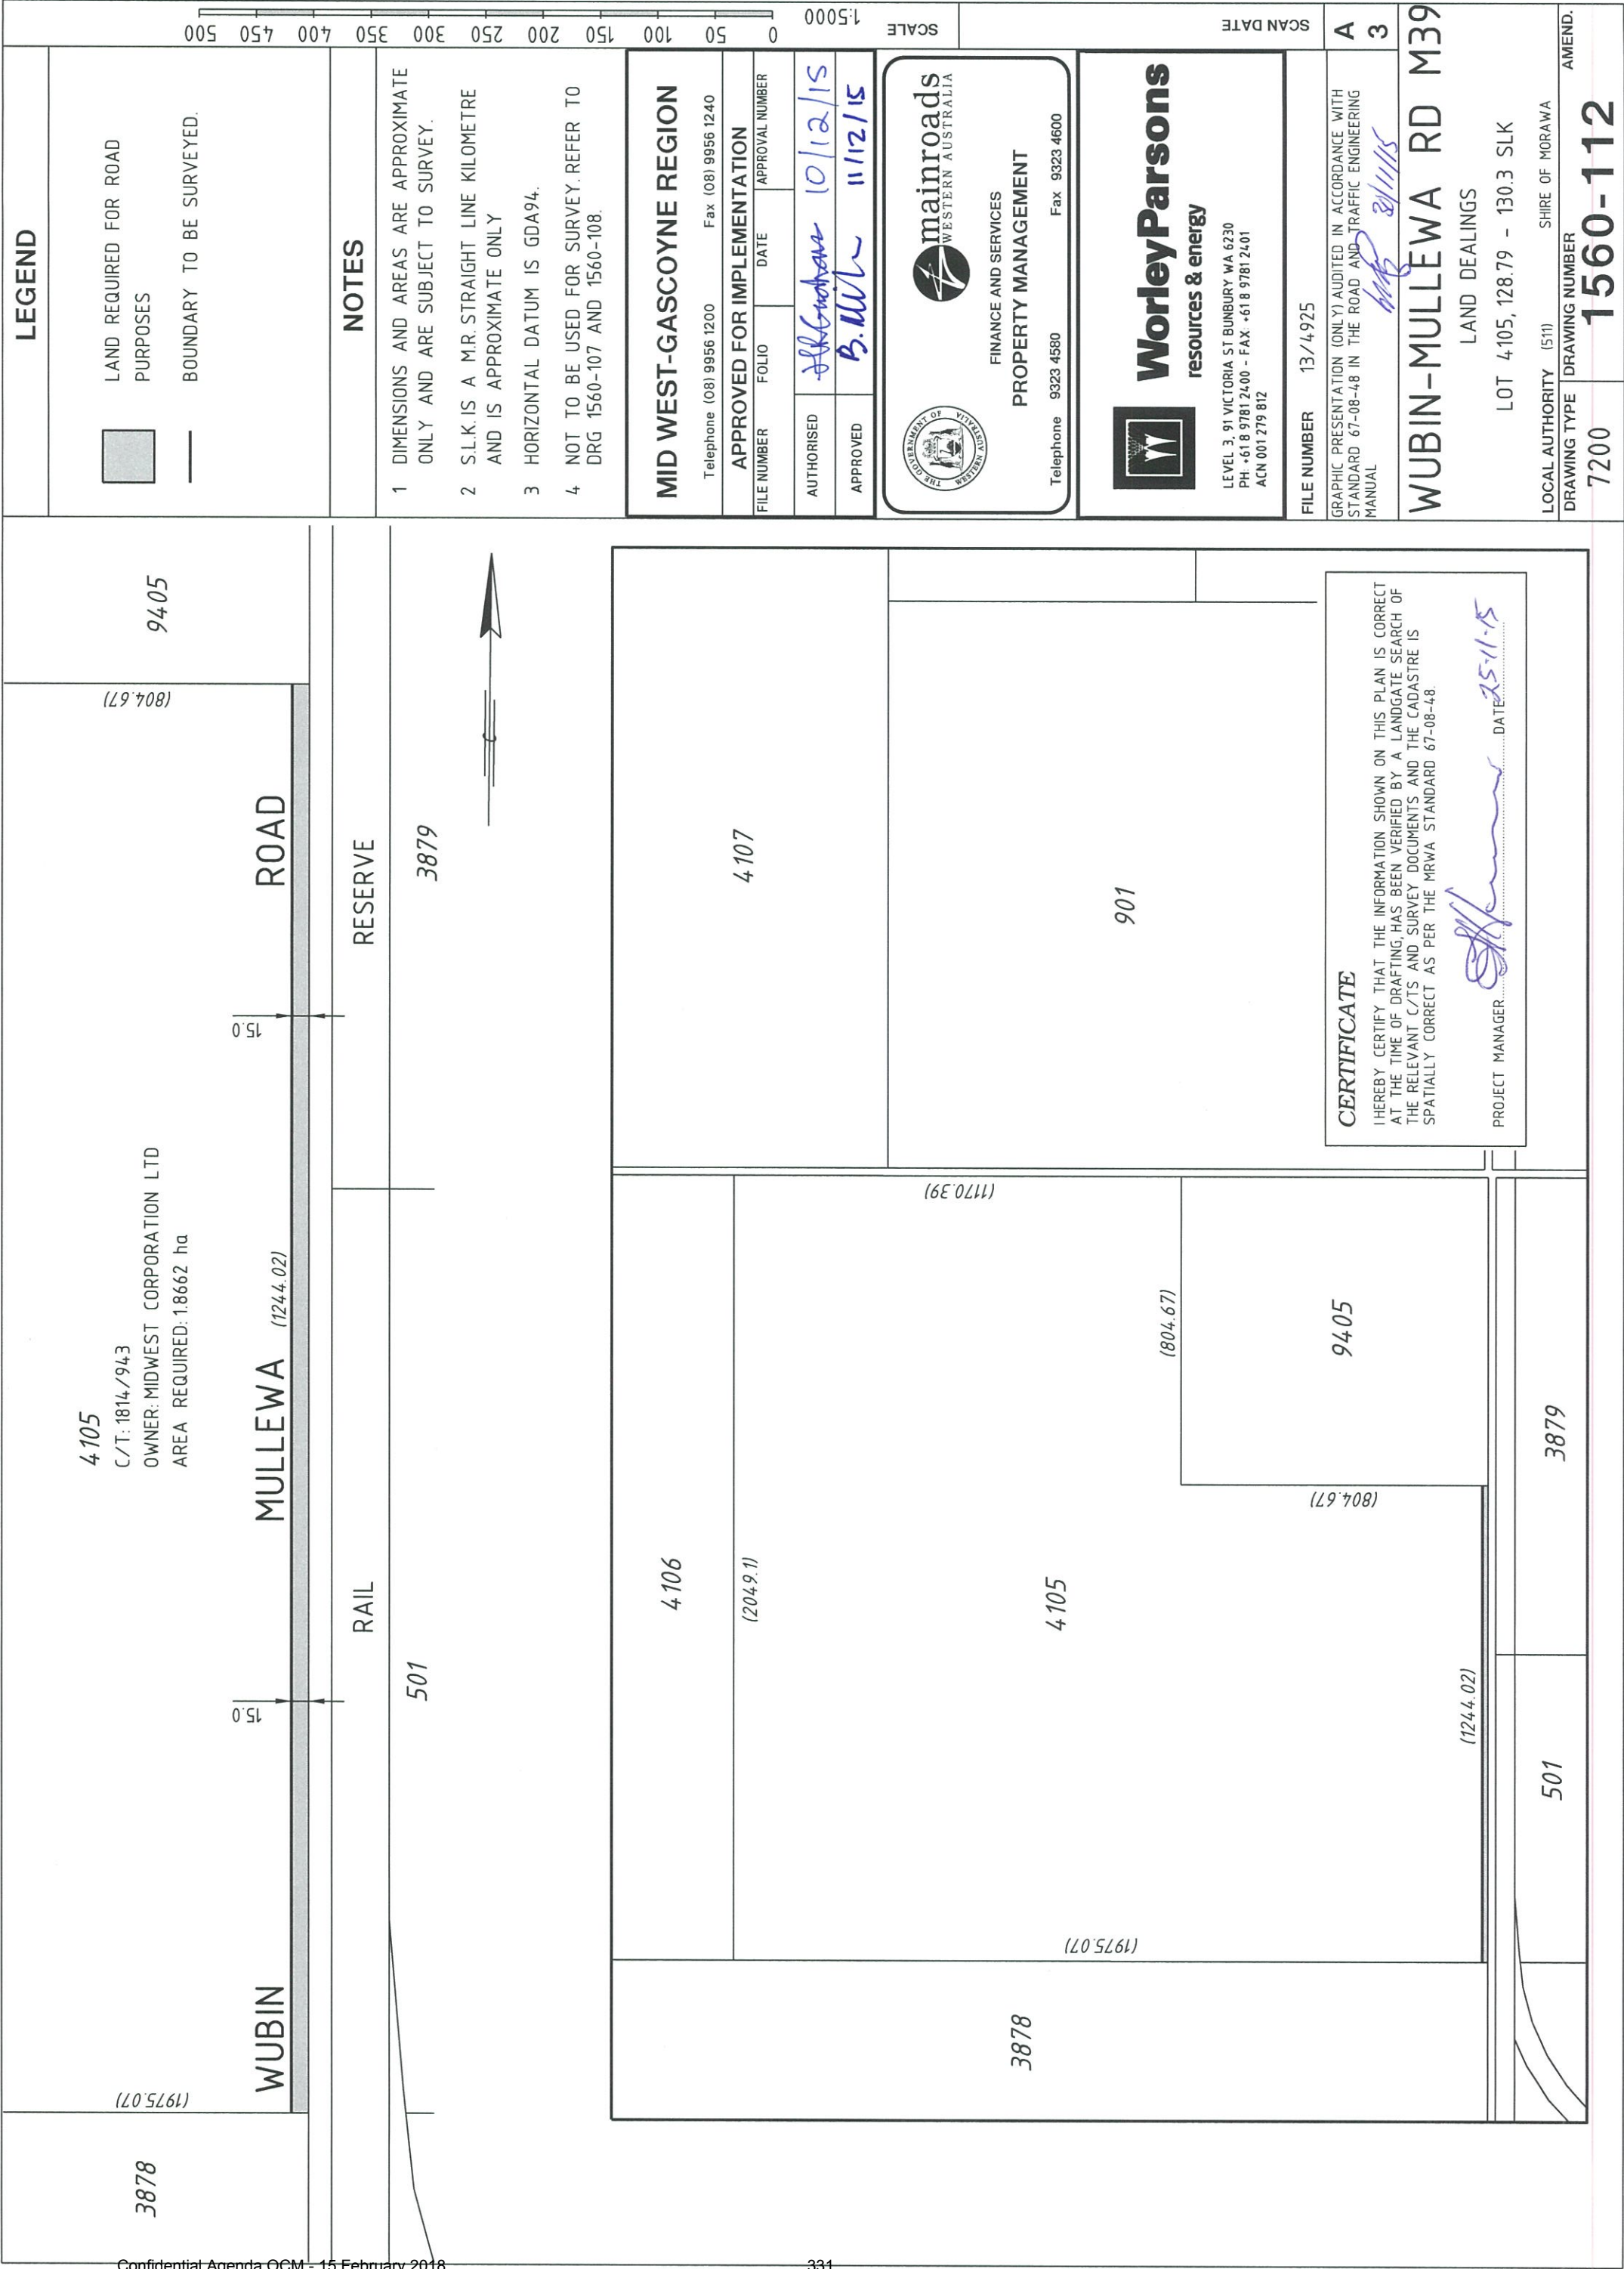 3878
(1975.07)
WUBIN
15.0
4105
C/T: 1814/943
OWNER: MIDWEST CORPORATION LTD
AREA REQUIRED: 1.8662 ha
MULLEWA
(1244.02)
15.0
ROAD
(804.67)
9405
501
RAIL
RESERVE
3879
3878
4106
4107
(2049.1)
(1170.39)
4105
901
(804.67)
9405
(804.67)
(1975.07)
(1244.02)
501
3879
CERTIFICATE
I HEREBY CERTIFY THAT THE INFORMATION SHOWN ON THIS PLAN IS CORRECT
AT THE TIME OF DRAFTING, HAS BEEN VERIFIED BY A LANDGATE SEARCH OF
THE RELEVANT C/TS AND SURVEY DOCUMENTS AND THE CADASTRE IS
SPATIALLY CORRECT AS PER THE MRWA STANDARD 67-08-48.
PROJECT MANAGER DATE 25-11-15
LEGEND
LAND REQUIRED FOR ROAD
PURPOSES
BOUNDARY TO BE SURVEYED.
NOTES
1 DIMENSIONS AND AREAS ARE APPROXIMATE
ONLY AND ARE SUBJECT TO SURVEY.
2 S.L.K. IS A M.R. STRAIGHT LINE KILOMETRE
AND IS APPROXIMATE ONLY
3 HORIZONTAL DATUM IS GDA94.
4 NOT TO BE USED FOR SURVEY. REFER TO
DRG 1560-107 AND 1560-108.
MID WEST-GASCOYNE REGION
Telephone (08) 9956 1200 Fax (08) 9956 1240
APPROVED FOR IMPLEMENTATION
FILE NUMBER FOLIO DATE APPROVAL NUMBER
AUTHORISED 10/12/15
APPROVED 11/12/15
THE GOVERNMENT OF WESTERN AUSTRALIA
mainroads
WESTERN AUSTRALIA
FINANCE AND SERVICES
PROPERTY MANAGEMENT
Telephone 9323 4580 Fax 9323 4600
WorleyParsons
resources & energy
LEVEL 3, 91 VICTORIA ST BUNBURY WA 6230
PH: +61 8 9781 2400 - FAX: +61 8 9781 2401
ACN 001 279 812
FILE NUMBER 13/4925
GRAPHIC PRESENTATION (ONLY) AUDITED IN ACCORDANCE WITH
STANDARD 67-08-48 IN THE ROAD AND TRAFFIC ENGINEERING
MANUAL 30/11/15
WUBIN-MULLEWA RD M39
LAND DEALINGS
LOT 4105, 128.79 - 130.3 SLK
LOCAL AUTHORITY (511) SHIRE OF MORAWA
DRAWING TYPE DRAWING NUMBER AMEND.
7200 1560-112
500 450 400 350 300 250 200 150 100 50 0
1:5000
SCALE
SCAN DATE
A
3
Confidential Agenda OCM - 15 February 2018
331